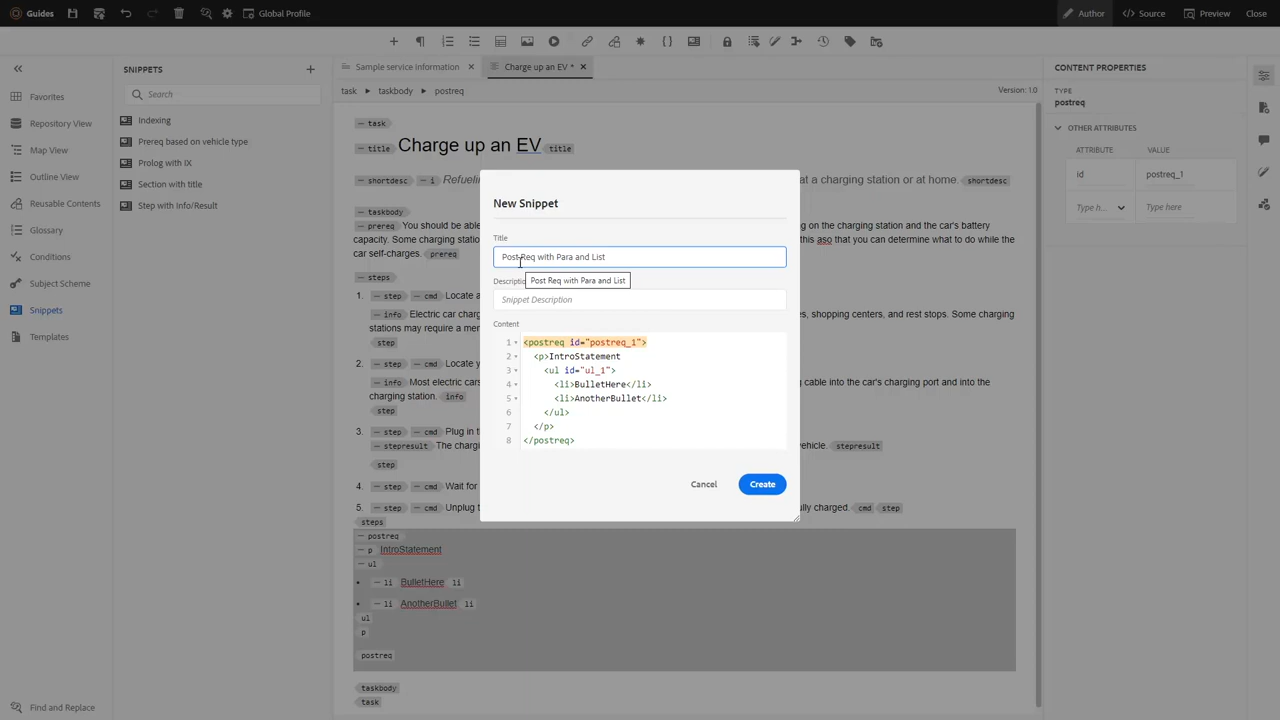 Guides
Global Profile
Author
Source
Preview
Close
SNIPPETS
Search
Favorites
Repository View
Map View
Outline View
Reusable Contents
Glossary
Conditions
Subject Scheme
Snippets
Templates
Find and Replace
Indexing
Prereq based on vehicle type
Prolog with IX
Section with title
Step with Info/Result
Sample service information
Charge up an EV *
task
taskbody
postreq
Version: 1.0
task
title Charge up an EV title
shortdesc i Refueling at a charging station or at home. shortdesc
taskbody
prereq You should be able and the car's battery
capacity. Some charging this aso that you can determine what to do while the
car self-charges. prereq
steps
1. step cmd Locate a
info Electric car charg s, shopping centers, and rest stops. Some charging
stations may require a mem
step
2. step cmd Locate y
info Most electric cars cable into the car's charging port and into the
charging station. info
step
3. step cmd Plug in t
stepresult The chargi vehicle. stepresult
step
4. step cmd Wait for
5. step cmd Unplug t fully charged. cmd step
steps
postreq
p IntroStatement
ul
• li BulletHere li
• li AnotherBullet li
ul
p
postreq
taskbody
task
New Snippet
Title
Post Req with Para and List
Post Req with Para and List
Descriptio
Snippet Description
Content
1 <postreq id="postreq_1">
2 <p>IntroStatement
3 <ul id="ul_1">
4 <li>BulletHere</li>
5 <li>AnotherBullet</li>
6 </ul>
7 </p>
8 </postreq>
Cancel
Create
CONTENT PROPERTIES
TYPE
postreq
OTHER ATTRIBUTES
ATTRIBUTE VALUE
id postreq_1
Type h... Type here